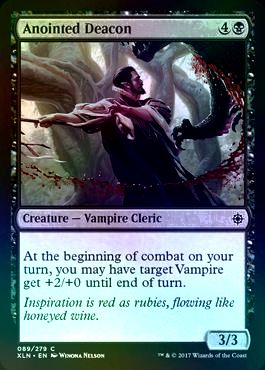 Anointed Deacon 4
Creature — Vampire Cleric
At the beginning of combat on your
turn, you may have target Vampire
get +2/+0 until end of turn.
Inspiration is red as rubies, flowing like
honeyed wine.
3/3
089/279 C
XLN • EN Winona Nelson
™ & © 2017 Wizards of the Coast